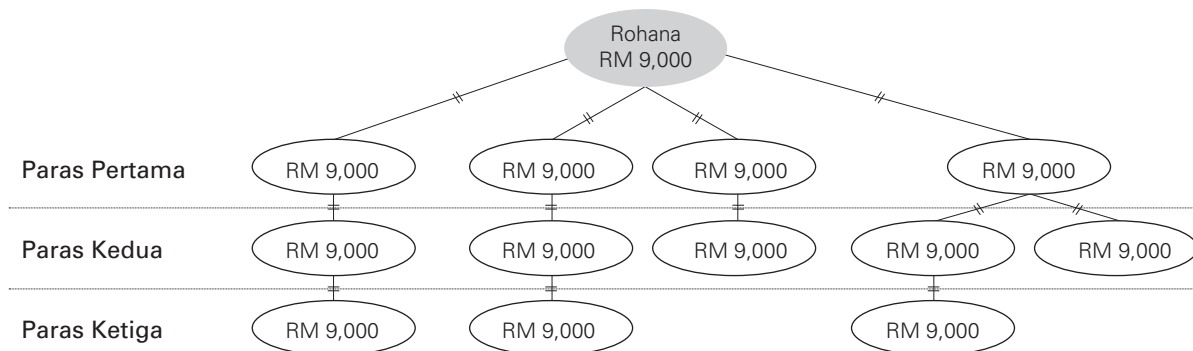 Rohana
RM 9,000
Paras Pertama RM 9,000 RM 9,000 RM 9,000 RM 9,000
Paras Kedua RM 9,000 RM 9,000 RM 9,000 RM 9,000 RM 9,000
Paras Ketiga RM 9,000 RM 9,000 RM 9,000